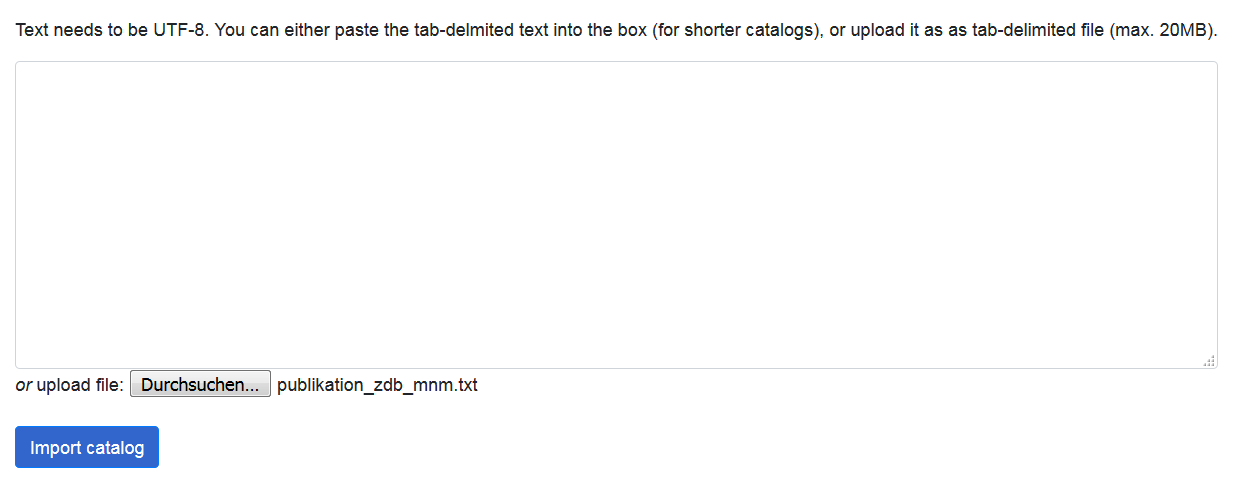 Text needs to be UTF-8. You can either paste the tab-delmited text into the box (for shorter catalogs), or upload it as as tab-delimited file (max. 20MB).
or upload file: Durchsuchen... publikation_zdb_mnm.txt
Import catalog